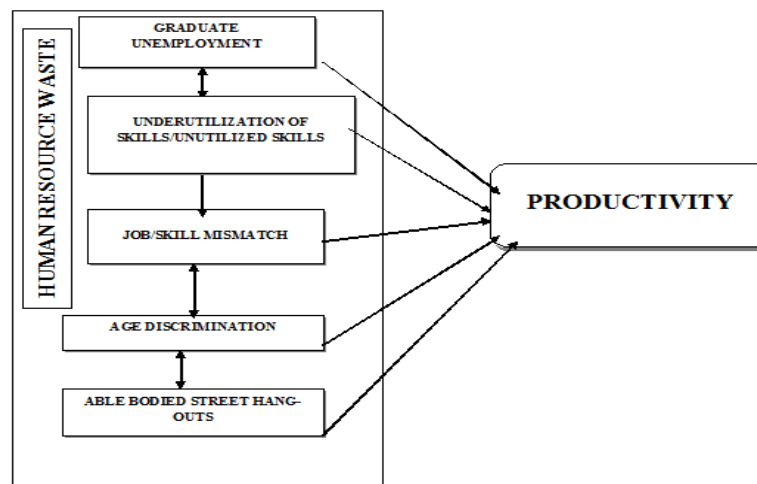 HUMAN RESOURCE WASTE
GRADUATE
UNEMPLOYMENT
UNDERUTILIZATION OF
SKILLS/UNUTILIZED SKILLS
JOB/SKILL MISMATCH
AGE DISCRIMINATION
ABLE BODIED STREET HANG-
OUTS
PRODUCTIVITY